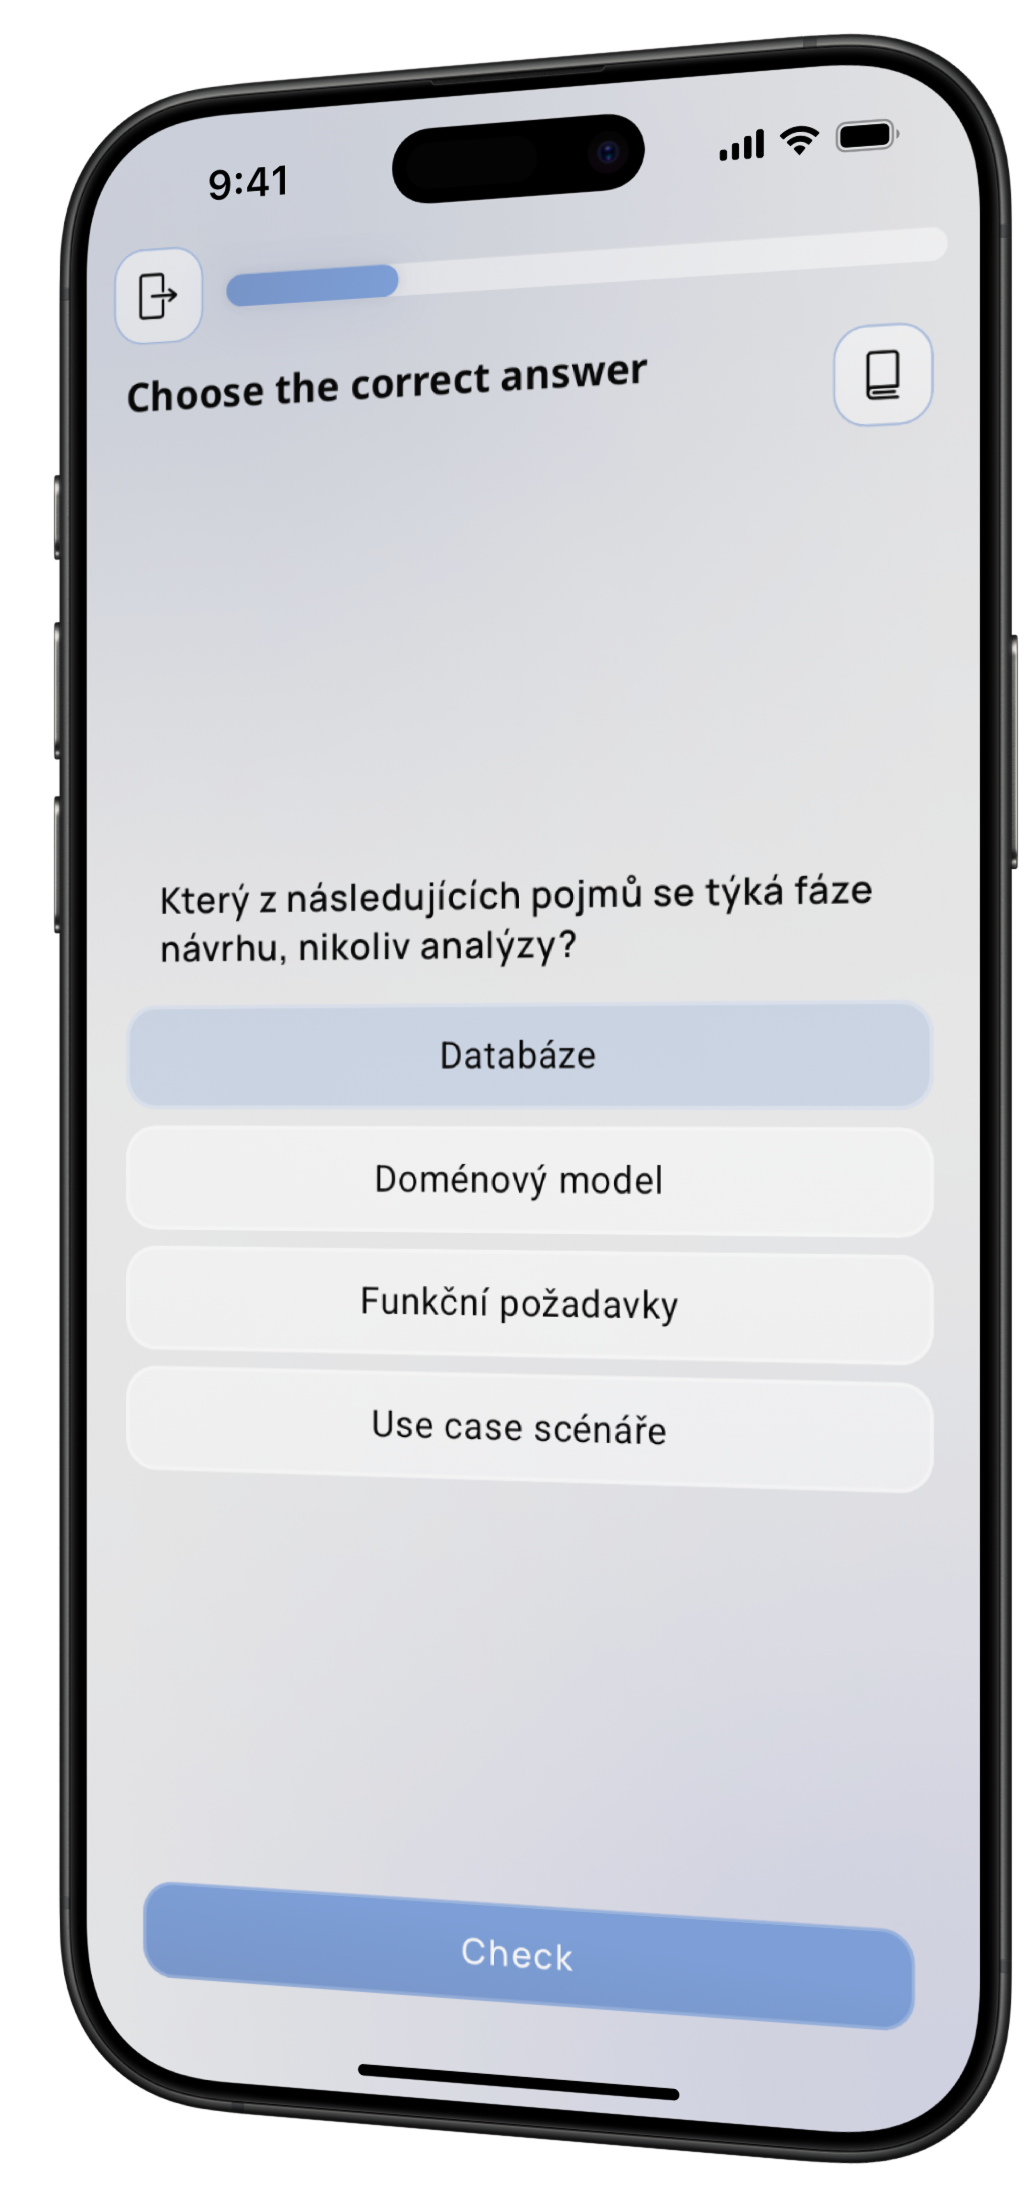 9:41
Choose the correct answer
Který z následujících pojmů se týká fáze
návrhu, nikoliv analýzy?
Databáze
Doménový model
Funkční požadavky
Use case scénáře
Check